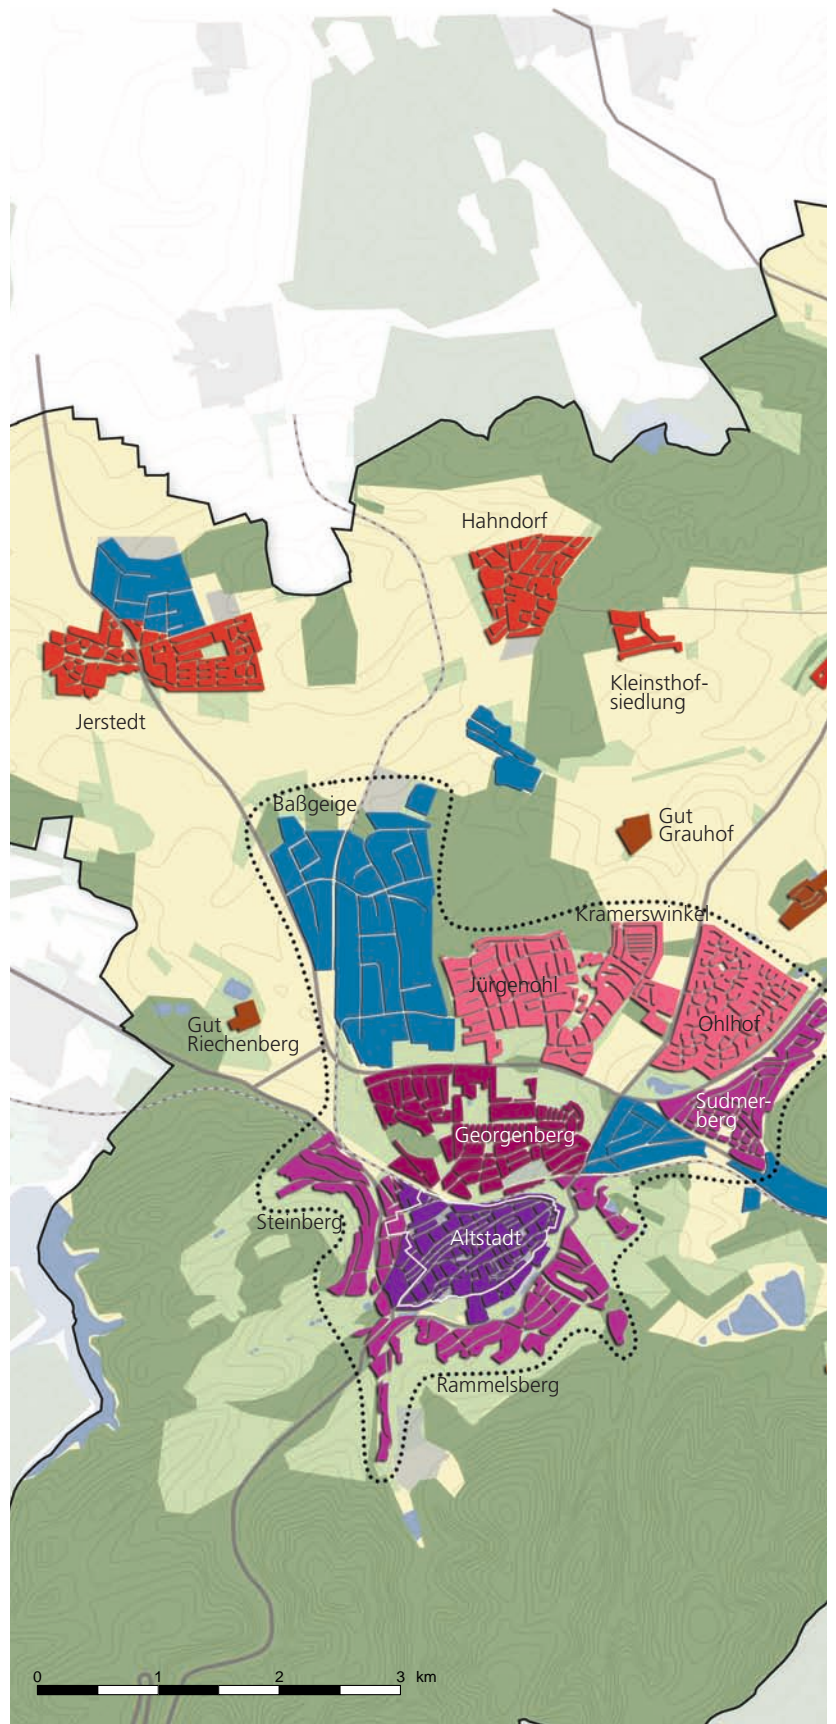 Hahndorf
Kleinsthof-
siedlung
Jerstedt
Baßgeige
Gut
Grauhof
Kramerswinkel
Jürgenohl
Ohlhof
Gut
Riechenberg
Sudmer-
berg
Georgenberg
Steinberg
Altstadt
Rammelsberg
0 1 2 3 km